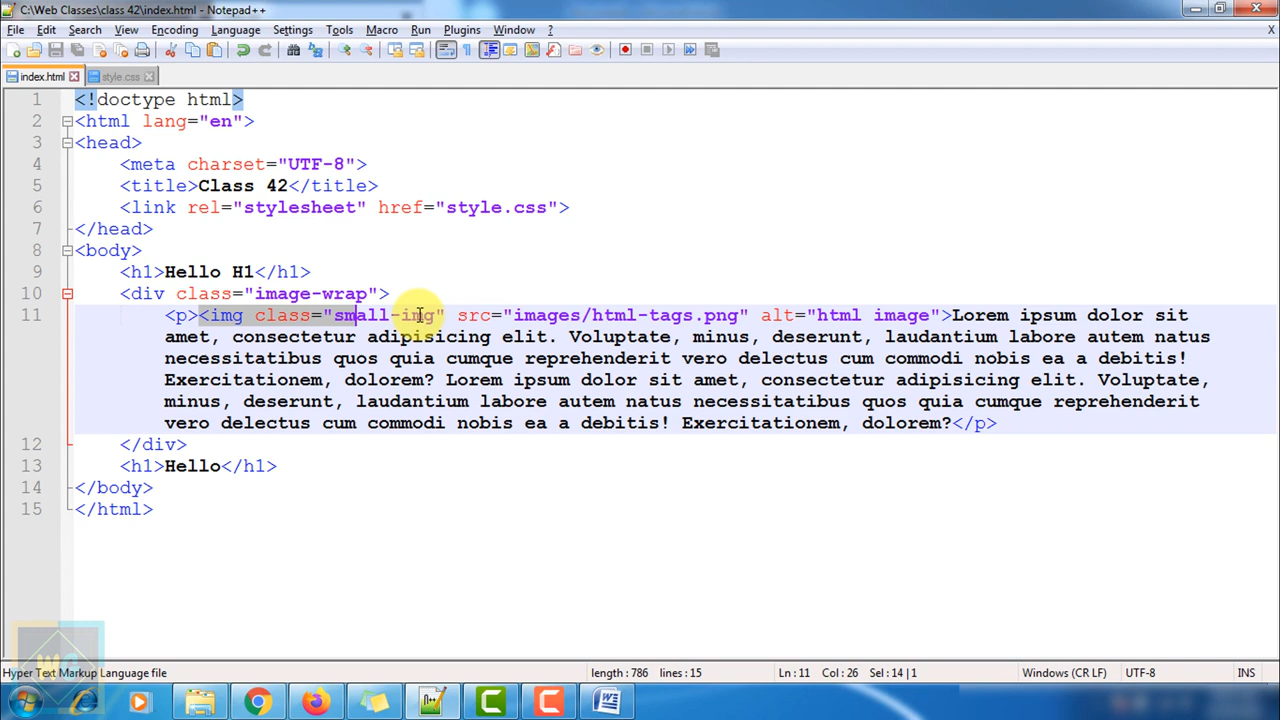 C:\Web Classes\class 42\index.html - Notepad++
File Edit Search View Encoding Language Settings Tools Macro Run Plugins Window ? X
index.html style.css
1 <!doctype html>
2 <html lang="en">
3 <head>
4 <meta charset="UTF-8">
5 <title>Class 42</title>
6 <link rel="stylesheet" href="style.css">
7 </head>
8 <body>
9 <h1>Hello H1</h1>
10 <div class="image-wrap">
11 <p><img class="small-img" src="images/html-tags.png" alt="html image">Lorem ipsum dolor sit
amet, consectetur adipisicing elit. Voluptate, minus, deserunt, laudantium labore autem natus
necessitatibus quos quia cumque reprehenderit vero delectus cum commodi nobis ea a debitis!
Exercitationem, dolorem? Lorem ipsum dolor sit amet, consectetur adipisicing elit. Voluptate,
minus, deserunt, laudantium labore autem natus necessitatibus quos quia cumque reprehenderit
vero delectus cum commodi nobis ea a debitis! Exercitationem, dolorem?</p>
12 </div>
13 <h1>Hello</h1>
14 </body>
15 </html>
Hyper Text Markup Language file length : 786 lines : 15 Ln : 11 Col : 26 Sel : 14 | 1 Windows (CR LF) UTF-8 INS